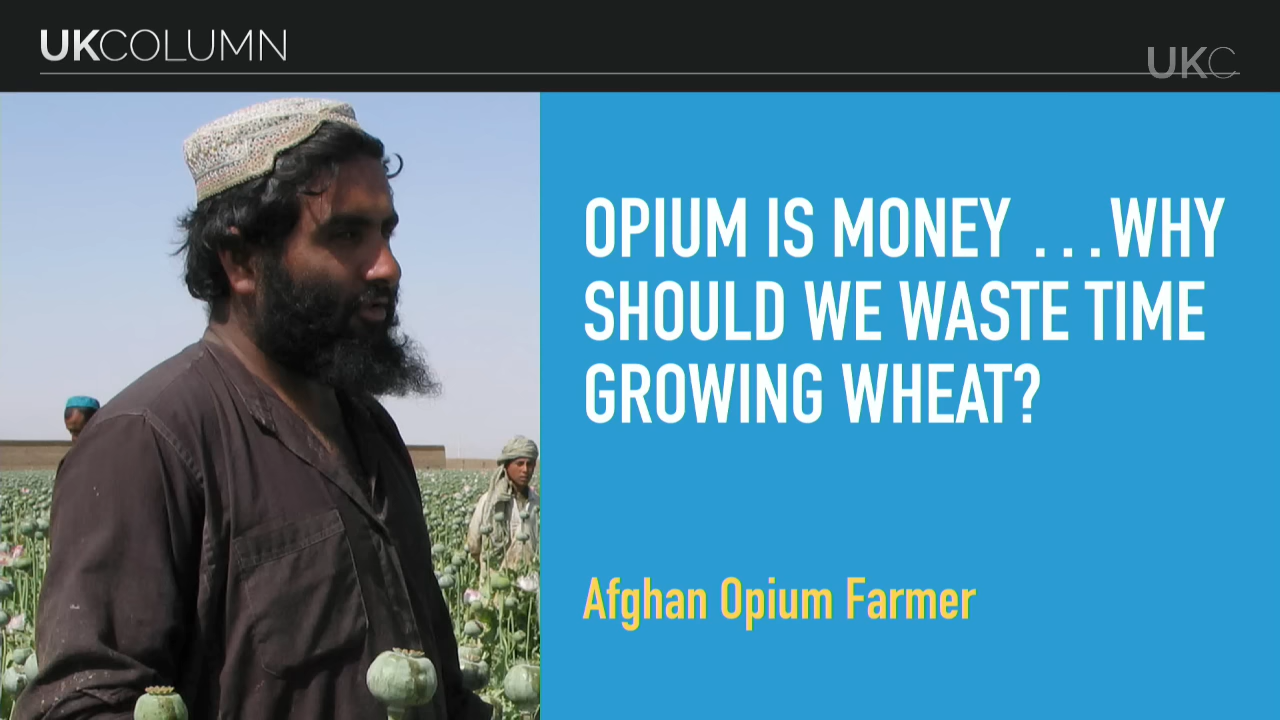 UKCOLUMN
UKC
OPIUM IS MONEY ...WHY
SHOULD WE WASTE TIME
GROWING WHEAT?
Afghan Opium Farmer